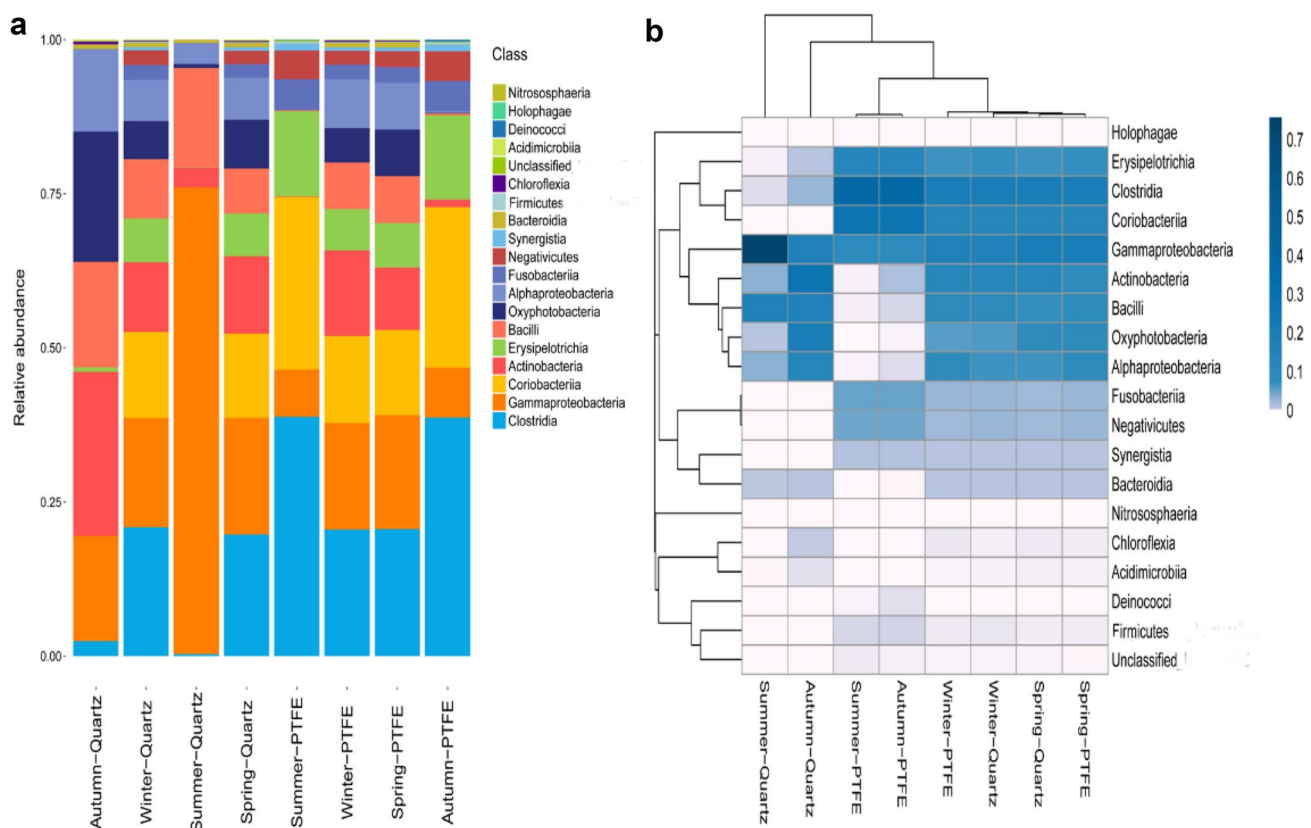 a
1.00-
0.75-
0.50-
0.25-
0.00-
Relative abundance
Autumn-Quartz -
Winter-Quartz -
Summer-Quartz-
Spring-Quartz -
Summer-PTFE -
Winter-PTFE -
Spring-PTFE -
Autumn-PTFE -
Class
Nitrososphaeria
Holophagae
Deinococci
Acidimicrobiia
Unclassified
Chloroflexia
Firmicutes
Bacteroidia
Synergistia
Negativicutes
Fusobacteriia
Alphaproteobacteria
Oxyphotobacteria
Bacilli
Erysipelotrichia
Actinobacteria
Coriobacteriia
Gammaproteobacteria
Clostridia
b
Holophagae
Erysipelotrichia
Clostridia
Coriobacteriia
Gammaproteobacteria
Actinobacteria
Bacilli
Oxyphotobacteria
Alphaproteobacteria
Fusobacteriia
Negativicutes
Synergistia
Bacteroidia
Nitrososphaeria
Chloroflexia
Acidimicrobiia
Deinococci
Firmicutes
Unclassified_
Summer-Quartz
Autumn-Quartz
Summer-PTFE
Autumn-PTFE
Winter-PTFE
Winter-Quartz
Spring-Quartz
Spring-PTFE
0.7
0.6
0.5
0.4
0.3
0.2
0.1
0